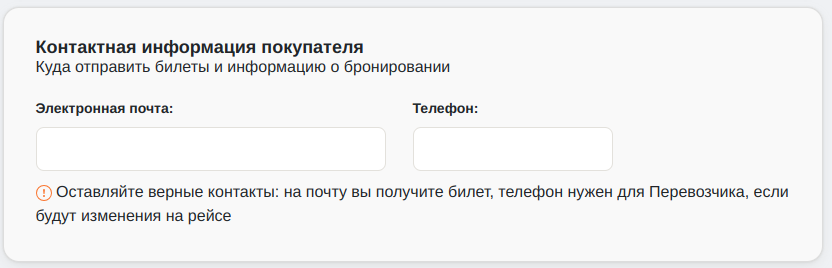 Контактная информация покупателя
Куда отправить билеты и информацию о бронировании
Электронная почта:
Телефон:
Оставляйте верные контакты: на почту вы получите билет, телефон нужен для Перевозчика, если
будут изменения на рейсе